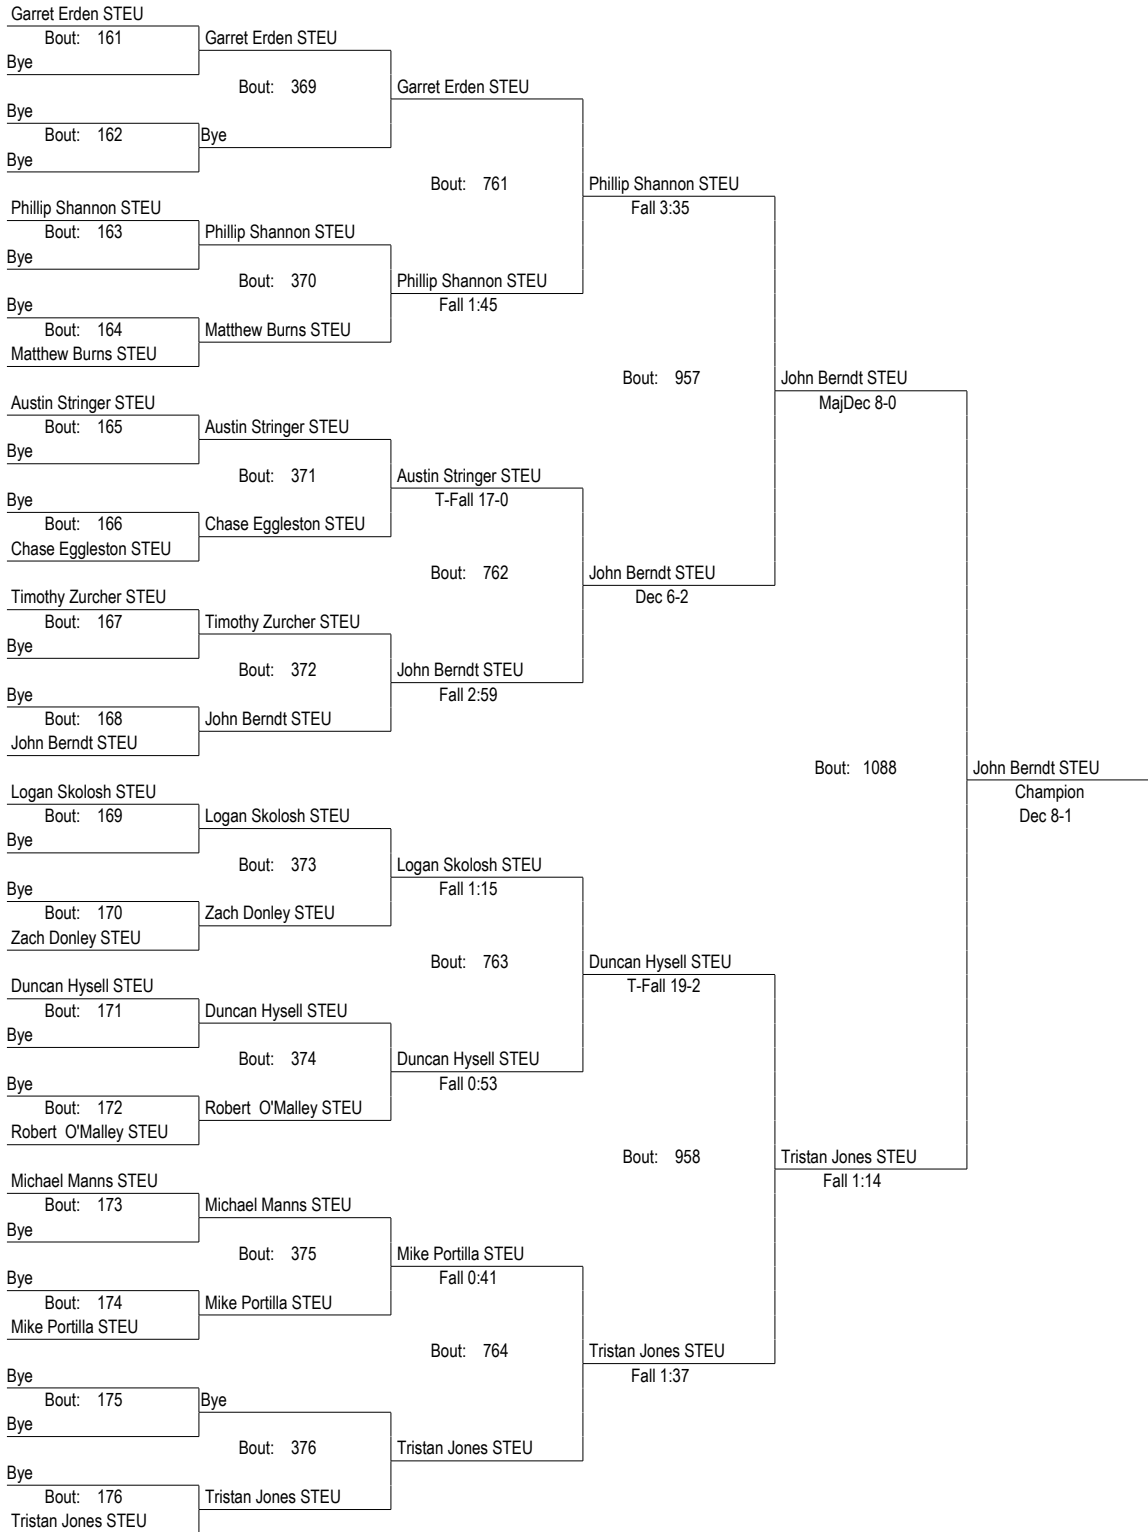 Garret Erden STEU
Bout: 161
Garret Erden STEU
Bye
Bout: 369
Garret Erden STEU
Bye
Bout: 162
Bye
Bye
Bout: 761
Phillip Shannon STEU
Fall 3:35
Phillip Shannon STEU
Bout: 163
Phillip Shannon STEU
Bye
Bout: 370
Phillip Shannon STEU
Fall 1:45
Bye
Bout: 164
Matthew Burns STEU
Matthew Burns STEU
Bout: 957
John Berndt STEU
MajDec 8-0
Austin Stringer STEU
Bout: 165
Austin Stringer STEU
Bye
Bout: 371
Austin Stringer STEU
T-Fall 17-0
Bye
Bout: 166
Chase Eggleston STEU
Chase Eggleston STEU
Bout: 762
John Berndt STEU
Dec 6-2
Timothy Zurcher STEU
Bout: 167
Timothy Zurcher STEU
Bye
Bout: 372
John Berndt STEU
Fall 2:59
Bye
Bout: 168
John Berndt STEU
John Berndt STEU
Bout: 1088
John Berndt STEU
Champion
Dec 8-1
Logan Skolosh STEU
Bout: 169
Logan Skolosh STEU
Bye
Bout: 373
Logan Skolosh STEU
Fall 1:15
Bye
Bout: 170
Zach Donley STEU
Zach Donley STEU
Bout: 763
Duncan Hysell STEU
T-Fall 19-2
Duncan Hysell STEU
Bout: 171
Duncan Hysell STEU
Bye
Bout: 374
Duncan Hysell STEU
Fall 0:53
Bye
Bout: 172
Robert O'Malley STEU
Robert O'Malley STEU
Bout: 958
Tristan Jones STEU
Fall 1:14
Michael Manns STEU
Bout: 173
Michael Manns STEU
Bye
Bout: 375
Mike Portilla STEU
Fall 0:41
Bye
Bout: 174
Mike Portilla STEU
Mike Portilla STEU
Bout: 764
Tristan Jones STEU
Fall 1:37
Bye
Bout: 175
Bye
Bye
Bout: 376
Tristan Jones STEU
Bye
Bout: 176
Tristan Jones STEU
Tristan Jones STEU